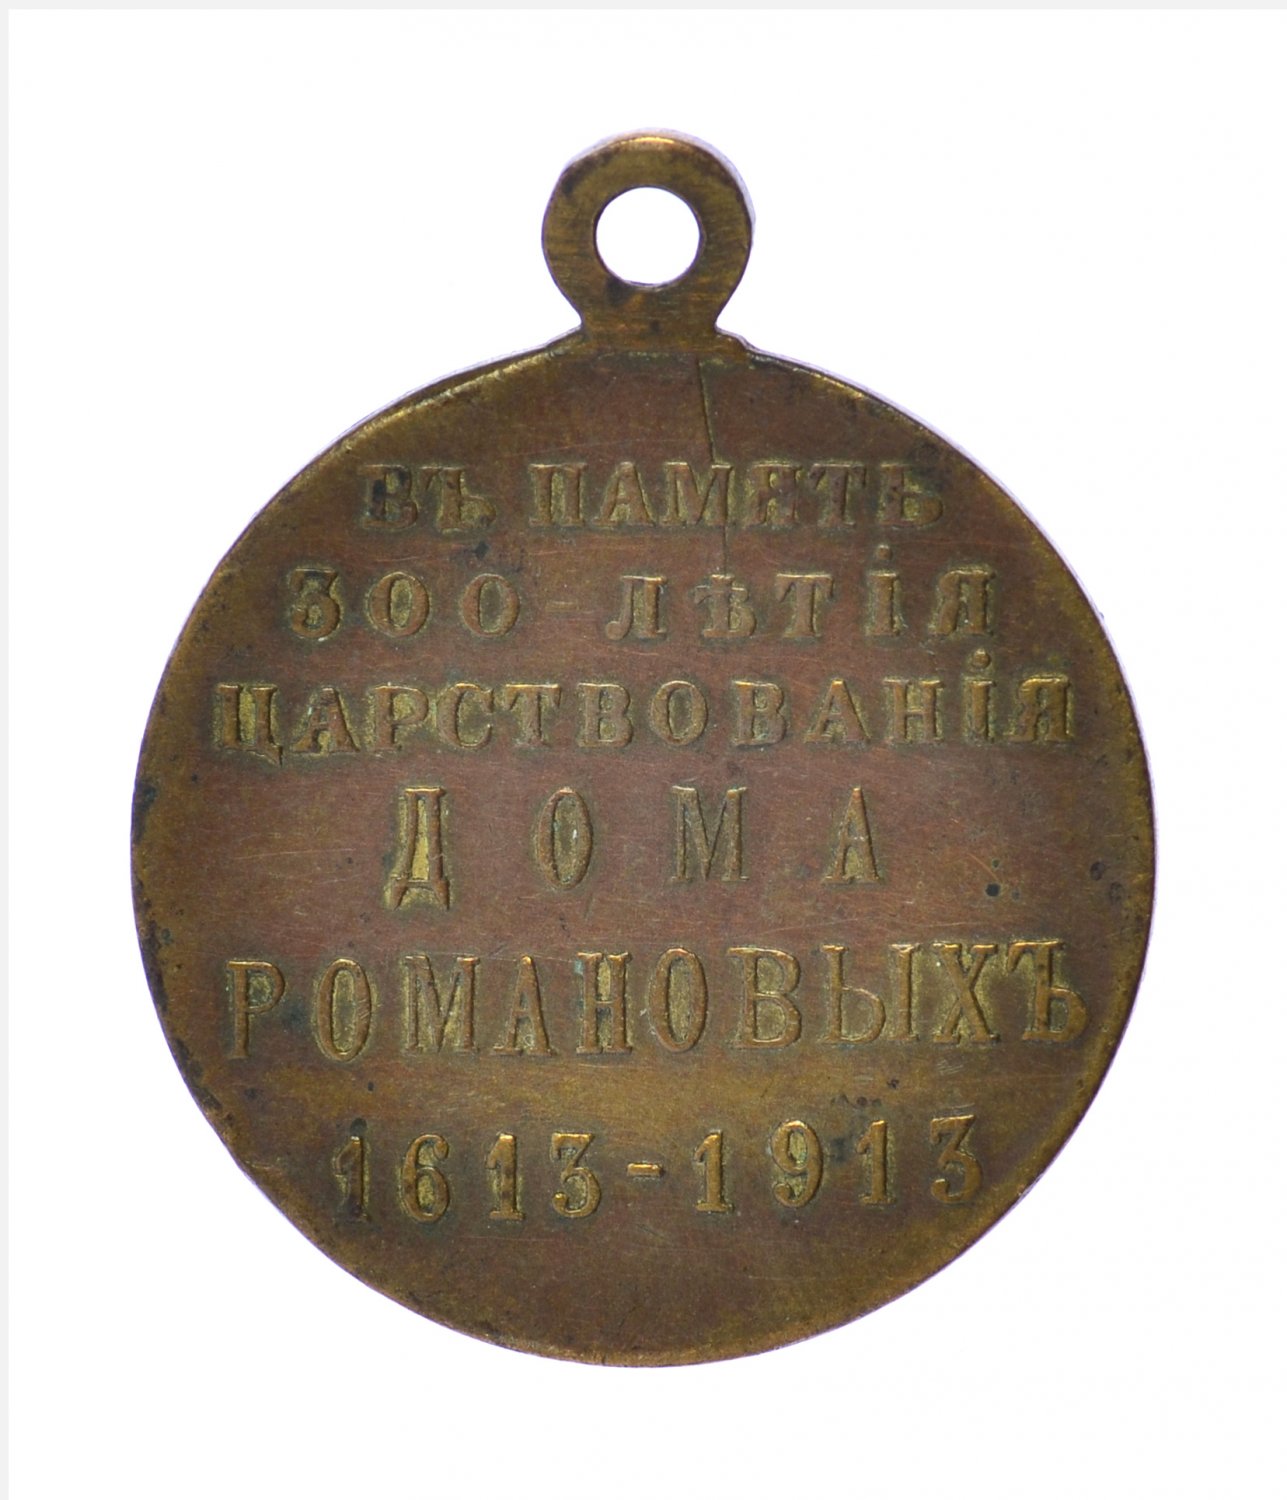 ВЪ ПАМЯТЬ
300-ЛѢТІЯ
ЦАРСТВОВАНІЯ
ДОМА
РОМАНОВЫХЪ
1613-1913